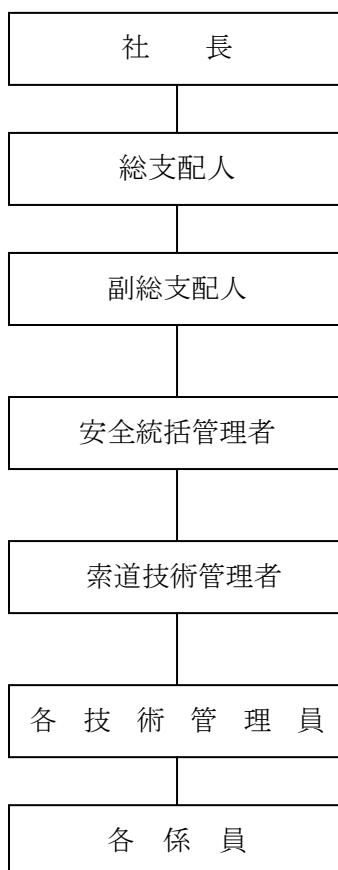 社　　長
総支配人
副総支配人
安全統括管理者
索道技術管理者
各　技　術　管　理　員
各　係　員